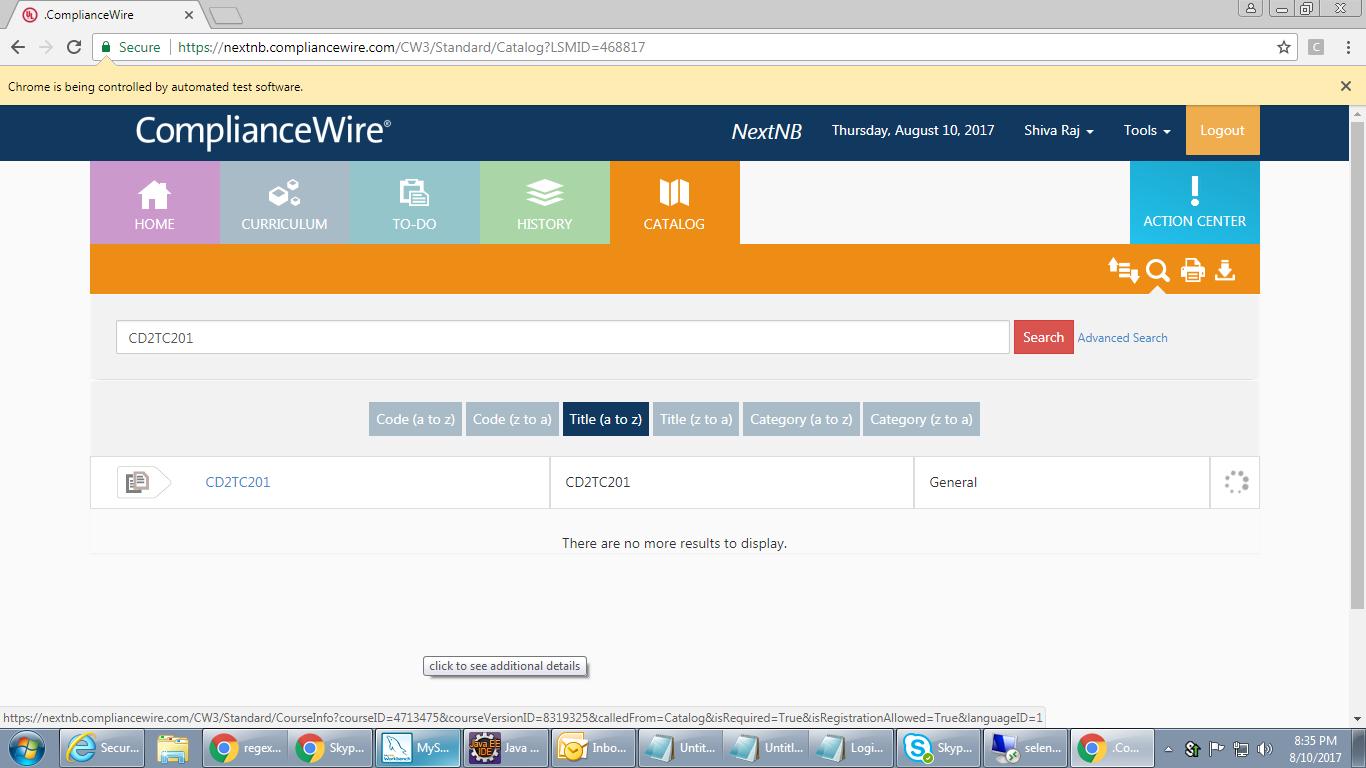 .ComplianceWire
Secure https://nextnb.compliancewire.com/CW3/Standard/Catalog?LSMID=468817
Chrome is being controlled by automated test software.
ComplianceWire® NextNB Thursday, August 10, 2017 Shiva Raj Tools Logout
HOME CURRICULUM TO-DO HISTORY CATALOG ACTION CENTER
CD2TC201 Search Advanced Search
Code (a to z) Code (z to a) Title (a to z) Title (z to a) Category (a to z) Category (z to a)
CD2TC201 CD2TC201 General
There are no more results to display.
click to see additional details
https://nextnb.compliancewire.com/CW3/Standard/CourseInfo?courseID=4713475&courseVersionID=8319325&calledFrom=Catalog&isRequired=True&isRegistrationAllowed=True&languageID=1
Secur... regex... Skyp... MyS... Java ... Inbo... Untit... Untitl... Logi... Skyp... selen... .Co... 8:35 PM
8/10/2017